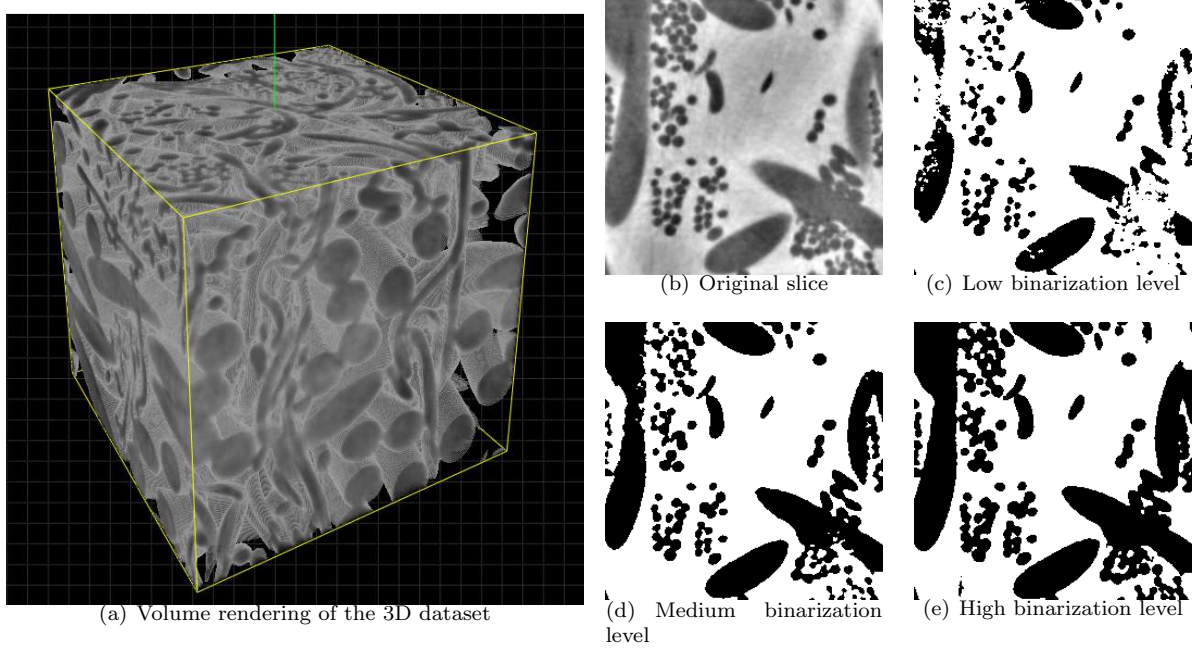 (a) Volume rendering of the 3D dataset
(b) Original slice
(c) Low binarization level
(d) Medium binarization
level
(e) High binarization level